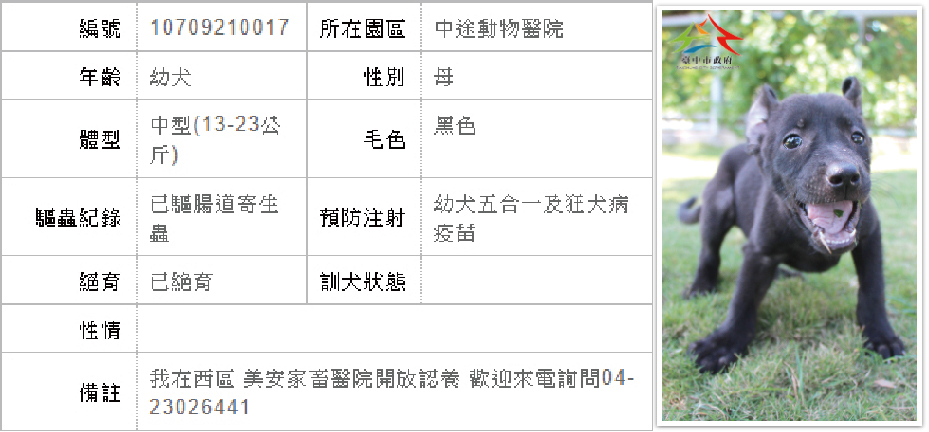 編號 10709210017 所在園區 中途動物醫院
年齡 幼犬 性別 母
體型 中型(13-23公
斤) 毛色 黑色
驅蟲紀錄 已驅腸道寄生
蟲 預防注射 幼犬五合一及狂犬病
疫苗
絕育 已絕育 訓犬狀態
性情
備註 我在西區 美安家畜醫院開放認養 歡迎來電詢問04-
23026441
臺中市政府